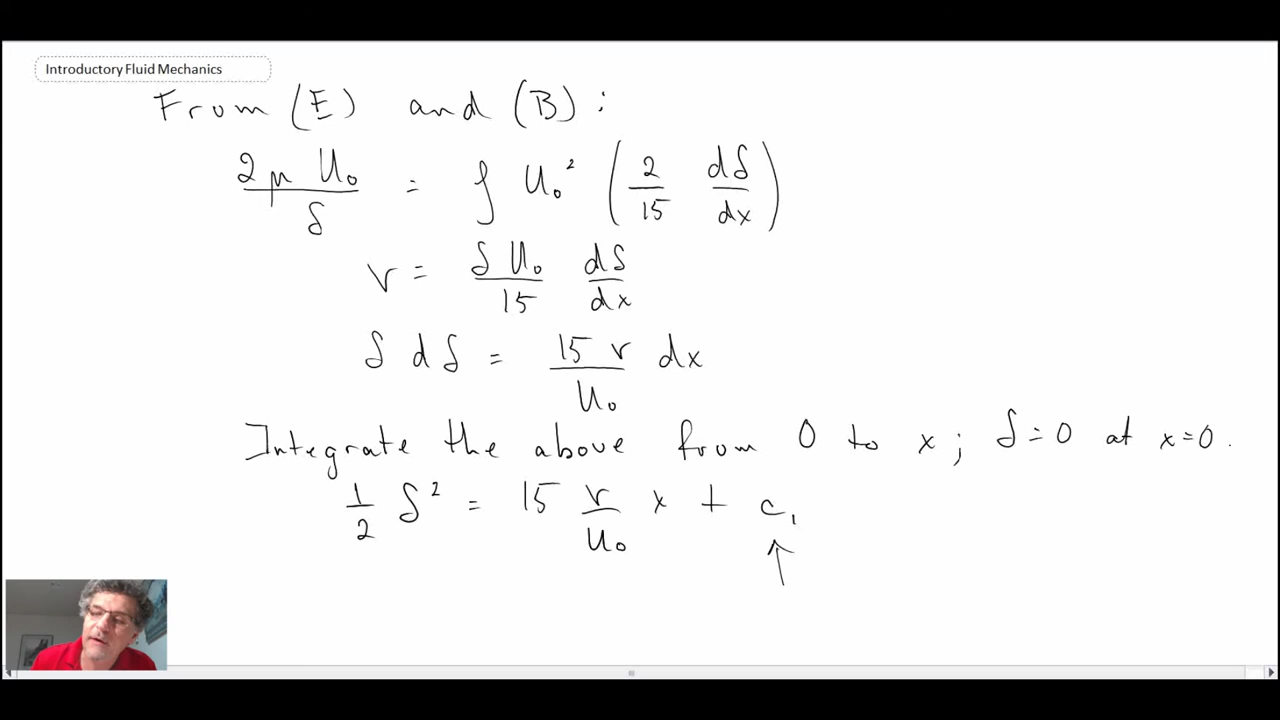 Introductory Fluid Mechanics
From (E) and (B):
2μ U₀ / δ = ρ U₀² (2/15 dδ/dx)
ν = δ U₀ / 15 dδ/dx
δ dδ = 15 ν / U₀ dx
Integrate the above from 0 to x; δ=0 at x=0.
1/2 δ² = 15 ν/U₀ x + c₁
↑